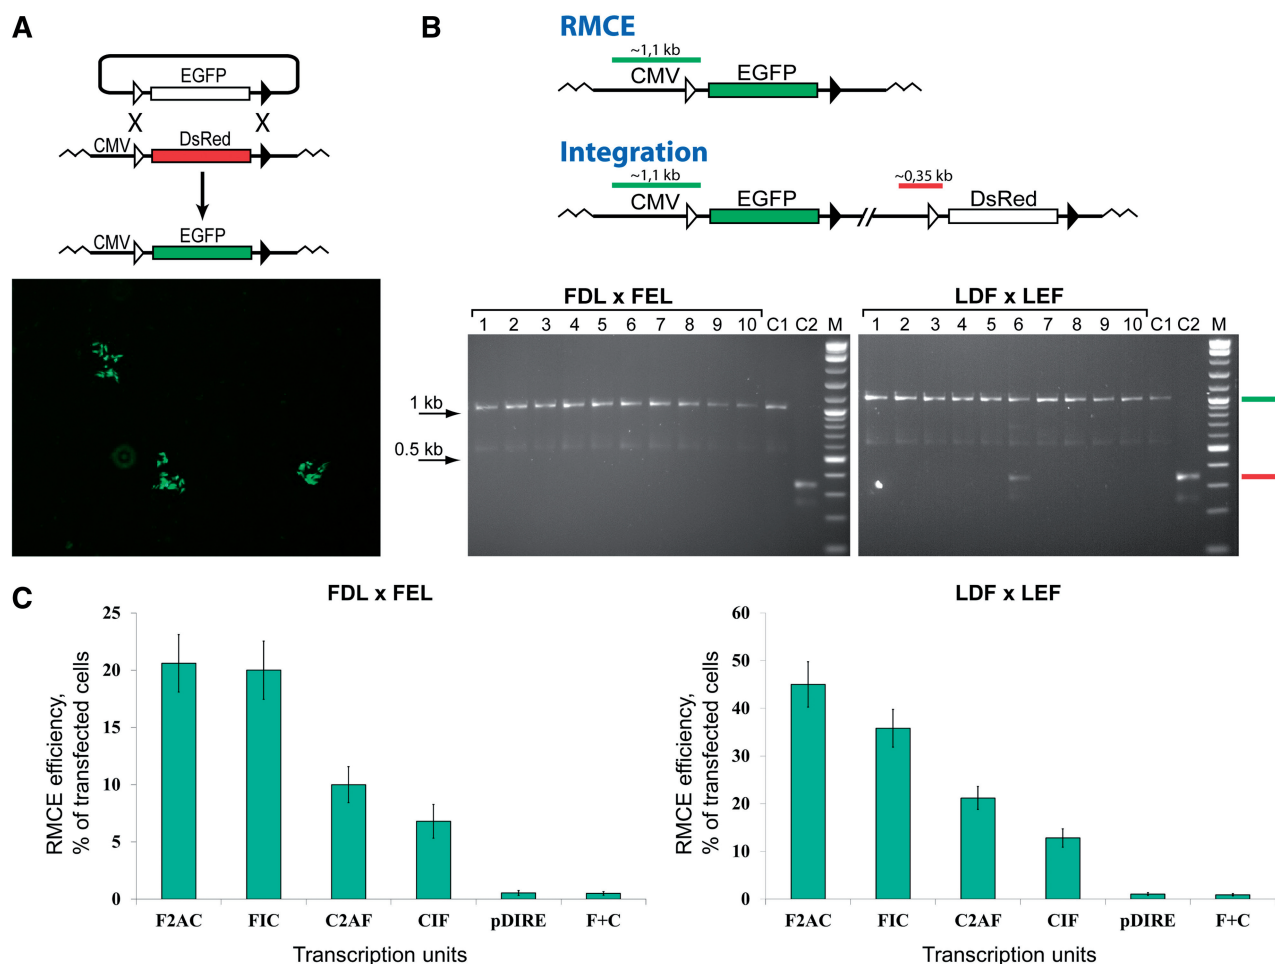 A
EGFP
X X
CMV DsRed
CMV EGFP
B
RMCE
~1,1 kb
CMV EGFP
Integration
~1,1 kb ~0,35 kb
CMV EGFP DsRed
FDL x FEL
1 2 3 4 5 6 7 8 9 10 C1 C2 M
1 kb
0.5 kb
LDF x LEF
1 2 3 4 5 6 7 8 9 10 C1 C2 M
C
FDL x FEL
RMCE efficiency,
% of transfected cells
25
20
15
10
5
0
F2AC FIC C2AF CIF pDIRE F+C
Transcription units
LDF x LEF
RMCE efficiency,
% of transfected cells
60
50
40
30
20
10
0
F2AC FIC C2AF CIF pDIRE F+C
Transcription units